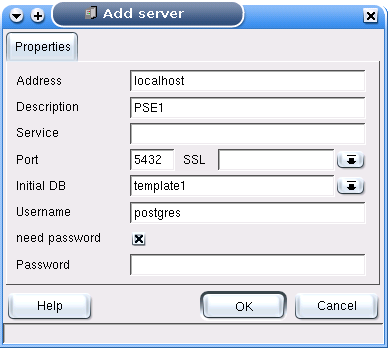 Add server
Properties
Address localhost
Description PSE1
Service
Port 5432 SSL
Initial DB template1
Username postgres
need password
Password
Help OK Cancel